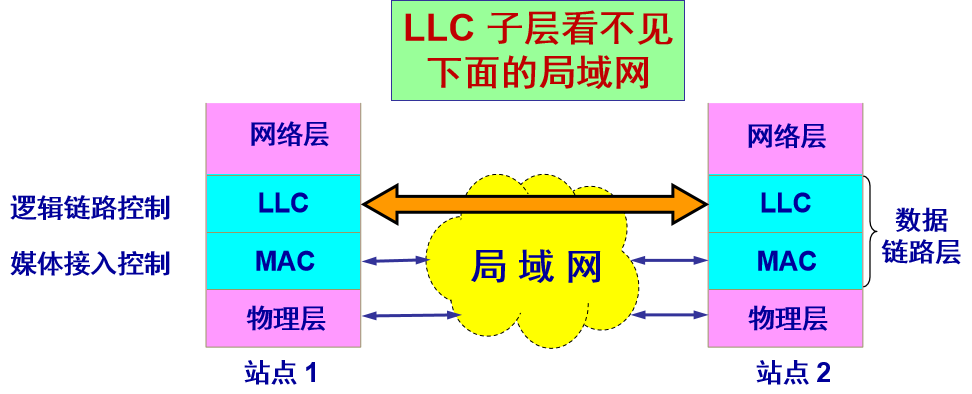 LLC 子层看不见
下面的局域网
网络层
网络层
逻辑链路控制
LLC
LLC
数据
链路层
媒体接入控制
MAC
局域网
MAC
物理层
物理层
站点 1
站点 2